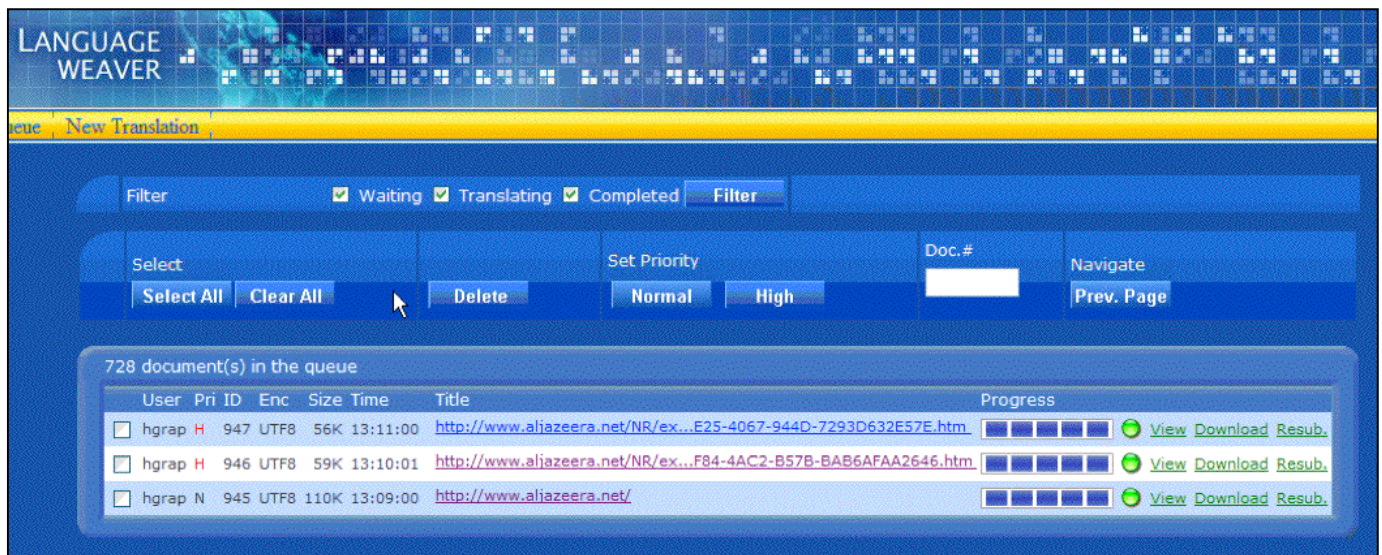 LANGUAGE
WEAVER
ieue New Translation
Filter Waiting Translating Completed Filter
Select Set Priority Doc.# Navigate
Select All Clear All Delete Normal High Prev. Page
728 document(s) in the queue
User Pri ID Enc Size Time Title Progress
hgrap H 947 UTF8 56K 13:11:00 http://www.aljazeera.net/NR/ex...E25-4067-944D-7293D632E57E.htm View Download Resub.
hgrap H 946 UTF8 59K 13:10:01 http://www.aljazeera.net/NR/ex...F84-4AC2-B57B-BAB6AFAA2646.htm View Download Resub.
hgrap N 945 UTF8 110K 13:09:00 http://www.aljazeera.net/ View Download Resub.